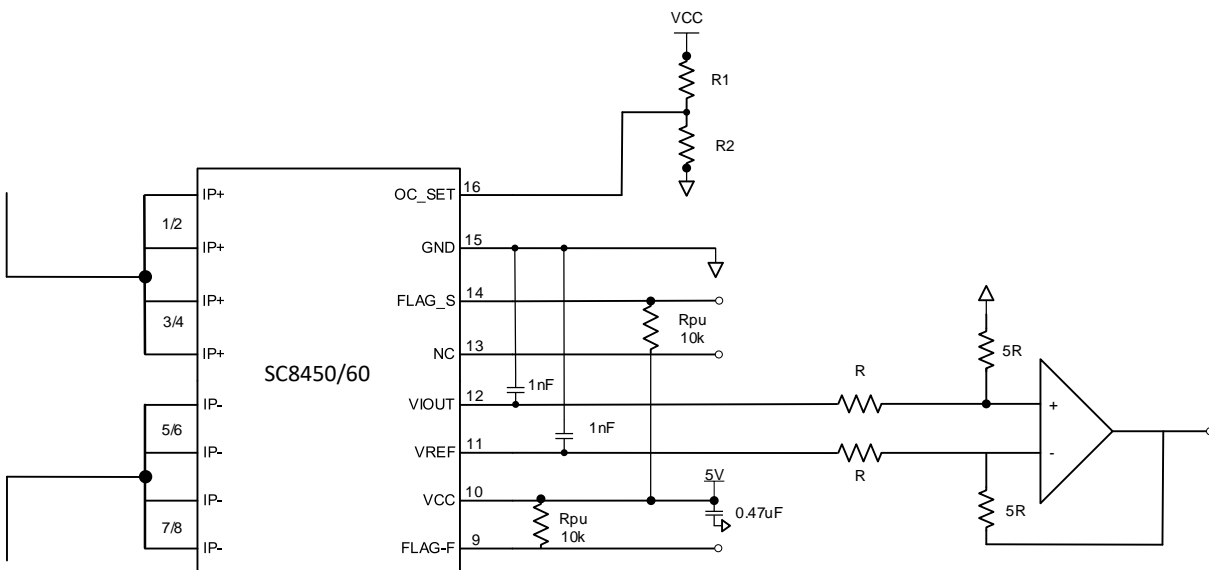 VCC
R1
R2
SC8450/60
IP+
1/2
IP+
IP+
3/4
IP+
IP-
5/6
IP-
IP-
7/8
IP-
OC_SET 16
GND 15
FLAG_S 14
NC 13
VIOUT 12
VREF 11
VCC 10
FLAG-F 9
1nF
1nF
Rpu
10k
Rpu
10k
5V
0.47uF
R
R
5R
5R
+
-